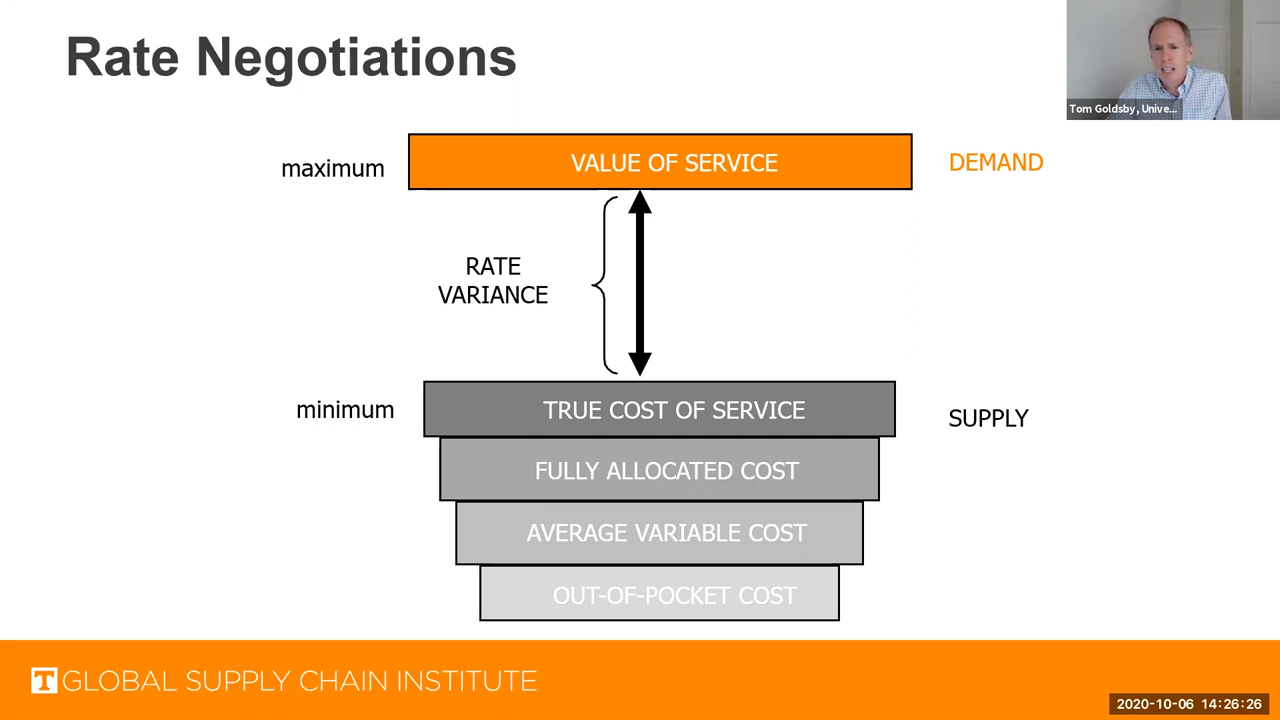 Rate Negotiations
Tom Goldsby, Unive...
maximum
VALUE OF SERVICE
DEMAND
RATE
VARIANCE
minimum
TRUE COST OF SERVICE
SUPPLY
FULLY ALLOCATED COST
AVERAGE VARIABLE COST
OUT-OF-POCKET COST
T GLOBAL SUPPLY CHAIN INSTITUTE
2020-10-06 14:26:26